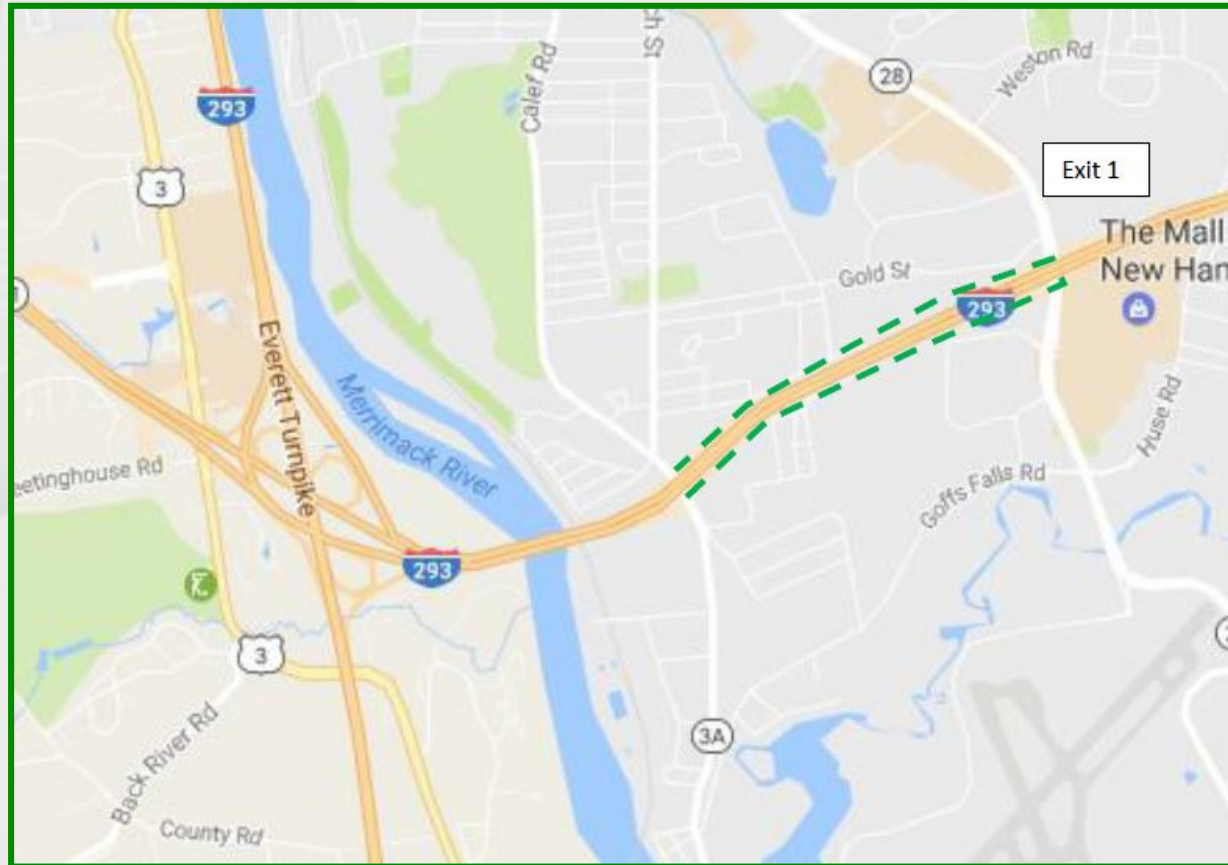 28
Weston Rd
Calef Rd
h St
293
3
Exit 1
The Mall
New Han
Gold St
293
Everett Turnpike
Merrimack River
Huse Rd
eetinghouse Rd
Goffs Falls Rd
293
3
3A
Back River Rd
County Rd